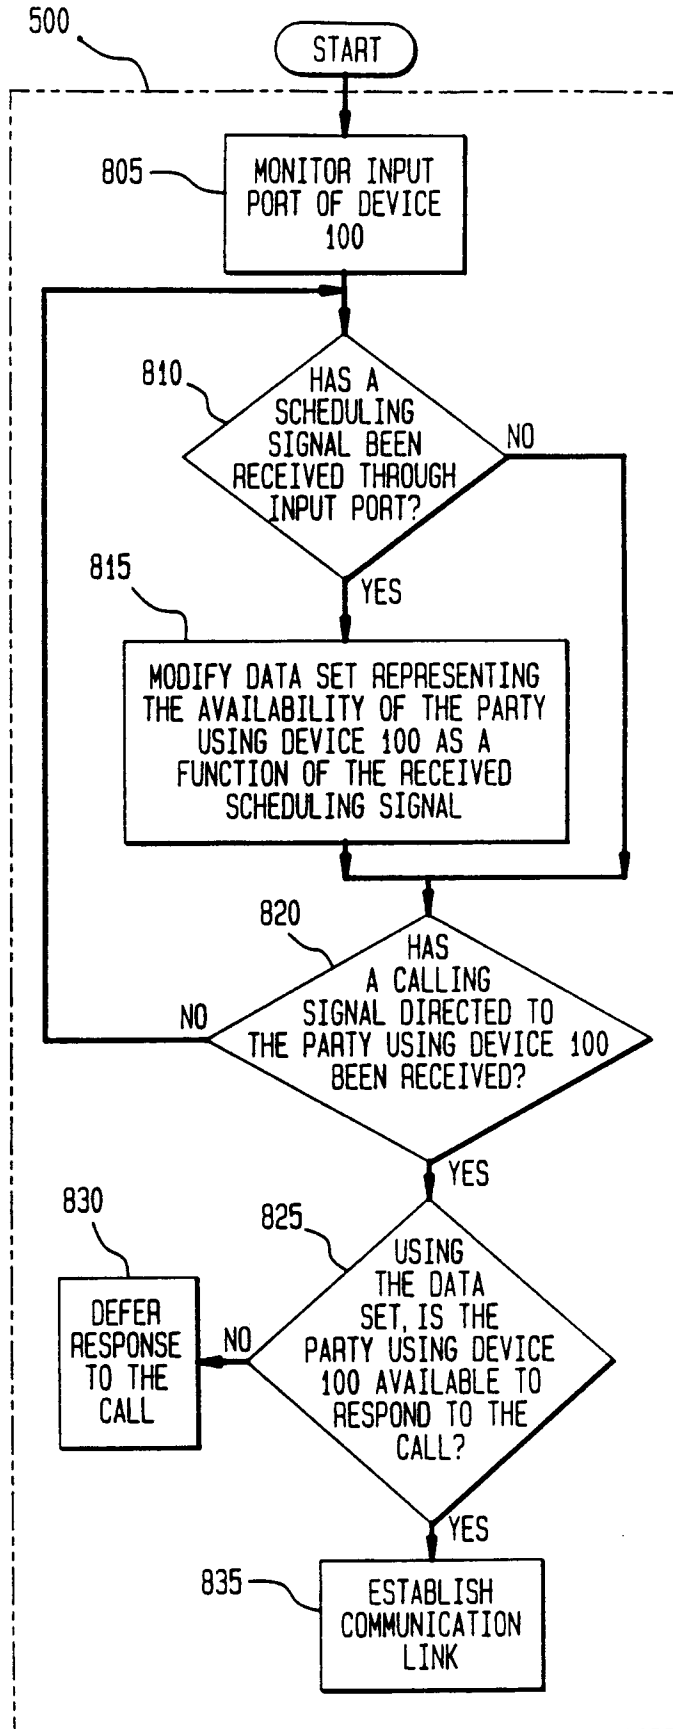 500
START
805
MONITOR INPUT
PORT OF DEVICE
100
810
HAS A
SCHEDULING
SIGNAL BEEN
RECEIVED THROUGH
INPUT PORT?
NO
YES
815
MODIFY DATA SET REPRESENTING
THE AVAILABILITY OF THE PARTY
USING DEVICE 100 AS A
FUNCTION OF THE RECEIVED
SCHEDULING SIGNAL
820
HAS
A CALLING
SIGNAL DIRECTED TO
THE PARTY USING DEVICE 100
BEEN RECEIVED?
NO
YES
825
USING
THE DATA
SET, IS THE
PARTY USING DEVICE
100 AVAILABLE TO
RESPOND TO THE
CALL?
NO
830
DEFER
RESPONSE
TO THE
CALL
YES
835
ESTABLISH
COMMUNICATION
LINK